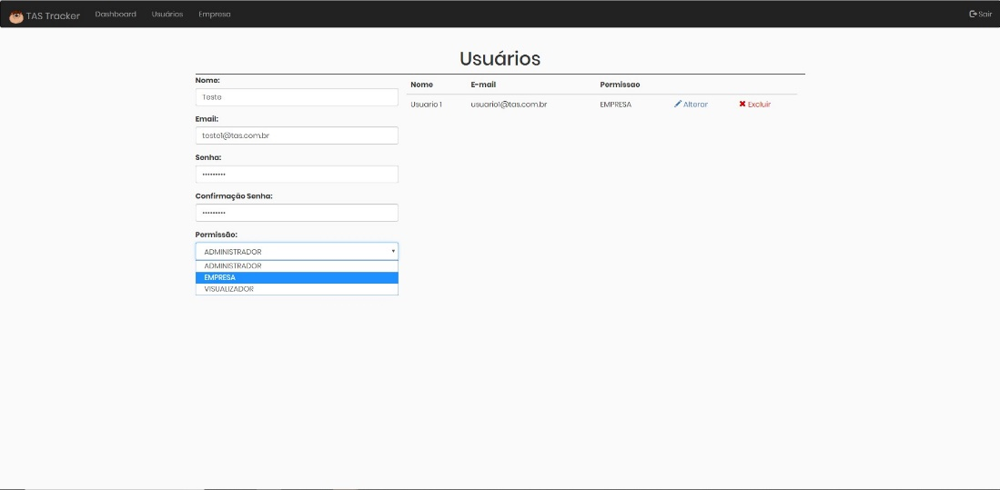 TAS Tracker Dashboard Usuários Empresa Sair
Usuários
Nome:
Teste
Email:
teste1@tas.com.br
Senha:
•••••••••
Confirmação Senha:
•••••••••
Permissão:
ADMINISTRADOR
ADMINISTRADOR
EMPRESA
VISUALIZADOR
Nome E-mail Permissao
Usuario 1 usuario1@tas.com.br EMPRESA Alterar Excluir